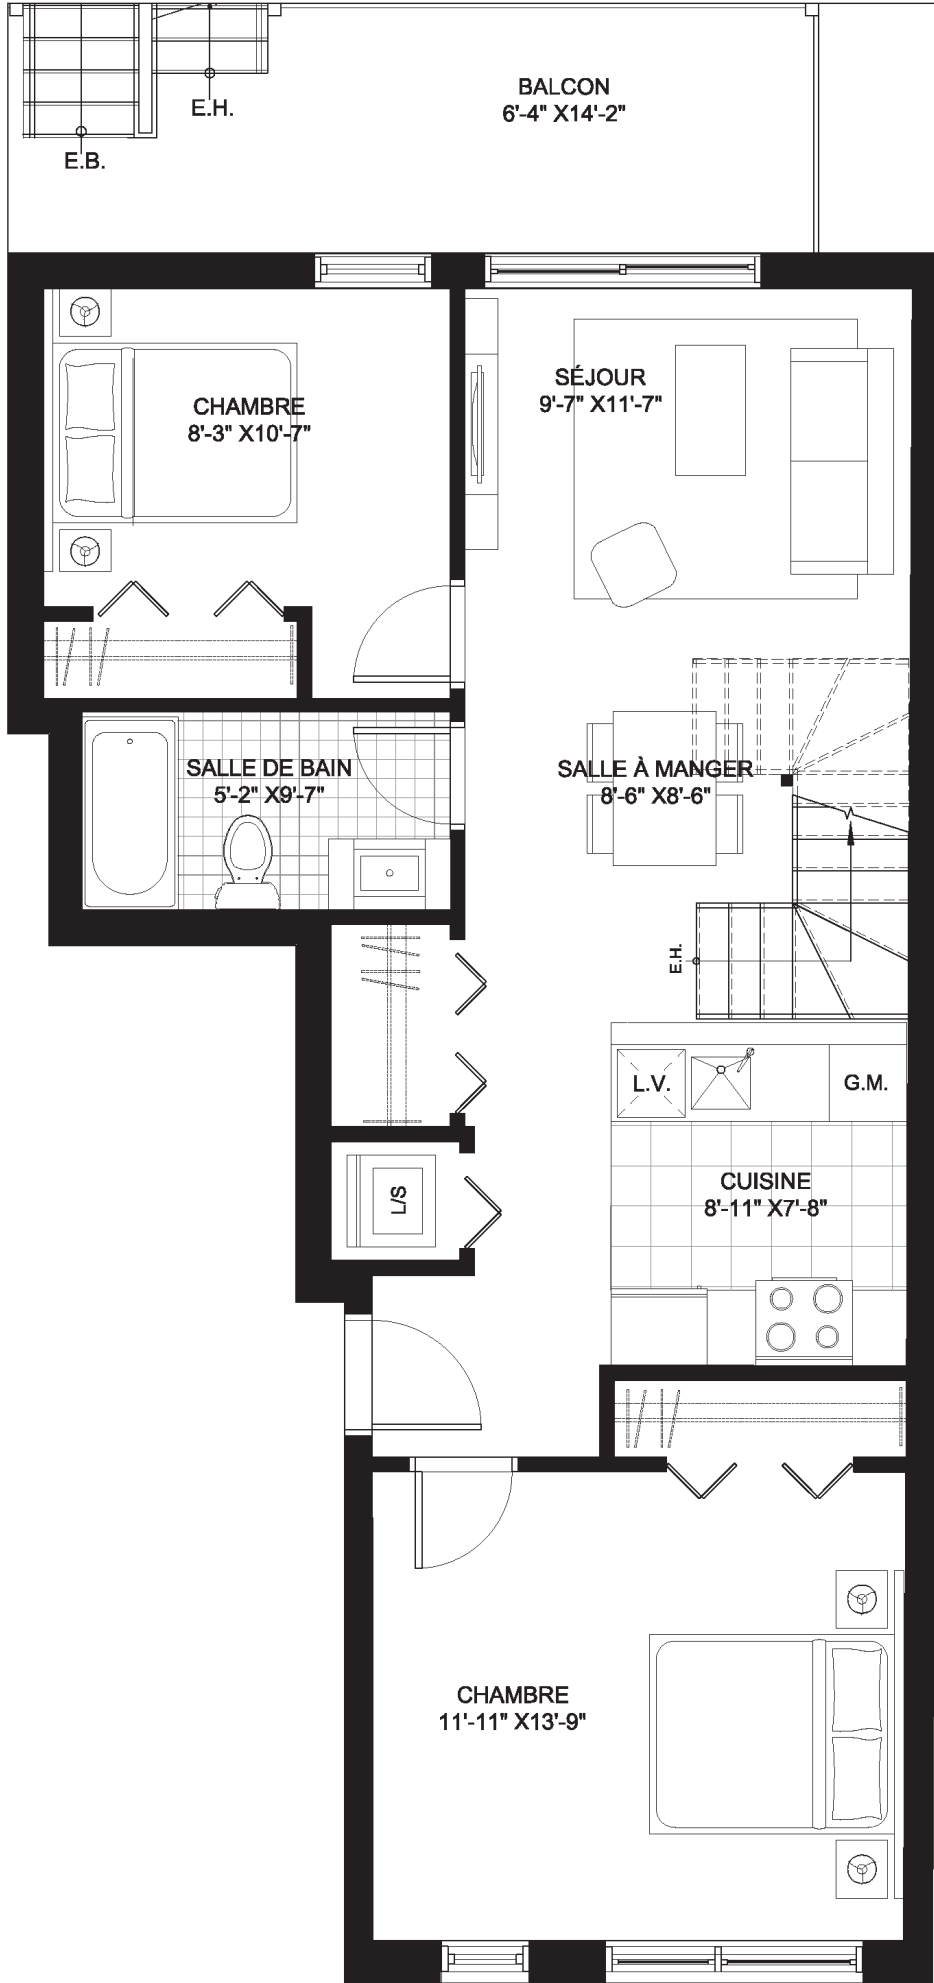 BALCON
6'-4" X14'-2"
E.H.
E.B.
SÉJOUR
9'-7" X11'-7"
CHAMBRE
8'-3" X10'-7"
SALLE DE BAIN
5'-2" X9'-7"
SALLE À MANGER
8'-6" X8'-6"
E.H.
L.V.
G.M.
CUISINE
8'-11" X7'-8"
L/S
CHAMBRE
11'-11" X13'-9"